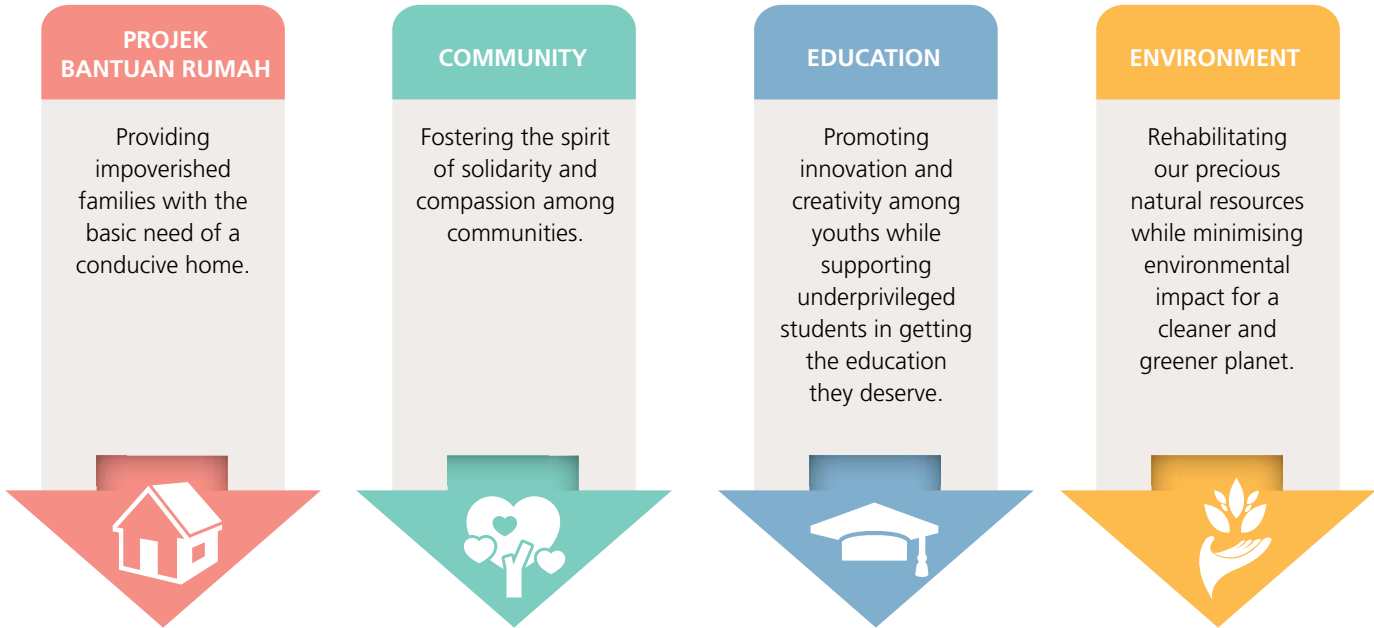 PROJEK
BANTUAN RUMAH
Providing
impoverished
families with the
basic need of a
conducive home.
COMMUNITY
Fostering the spirit
of solidarity and
compassion among
communities.
EDUCATION
Promoting
innovation and
creativity among
youths while
supporting
underprivileged
students in getting
the education
they deserve.
ENVIRONMENT
Rehabilitating
our precious
natural resources
while minimising
environmental
impact for a
cleaner and
greener planet.